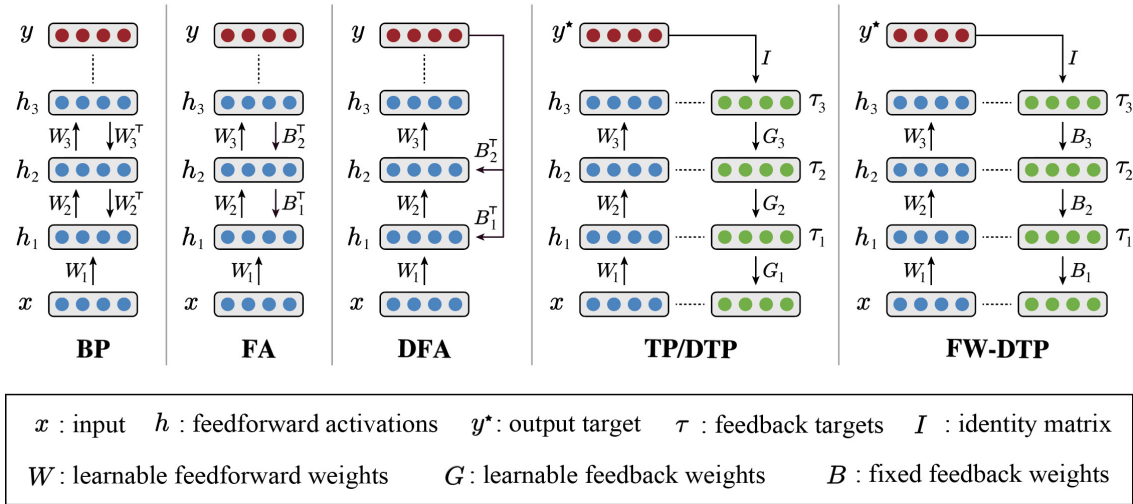 y y y y* y*
I I
h₃ h₃ h₃ h₃ τ₃ h₃ τ₃
W₃ W₃ᵀ W₃ B₂ᵀ W₃ B₂ᵀ W₃ G₃ W₃ B₃
h₂ h₂ h₂ h₂ τ₂ h₂ τ₂
W₂ W₂ᵀ W₂ B₁ᵀ W₂ B₁ᵀ W₂ G₂ W₂ B₂
h₁ h₁ h₁ h₁ τ₁ h₁ τ₁
W₁ W₁ W₁ W₁ G₁ W₁ B₁
x x x x x
BP FA DFA TP/DTP FW-DTP
x : input h : feedforward activations y* : output target τ : feedback targets I : identity matrix
W : learnable feedforward weights G : learnable feedback weights B : fixed feedback weights